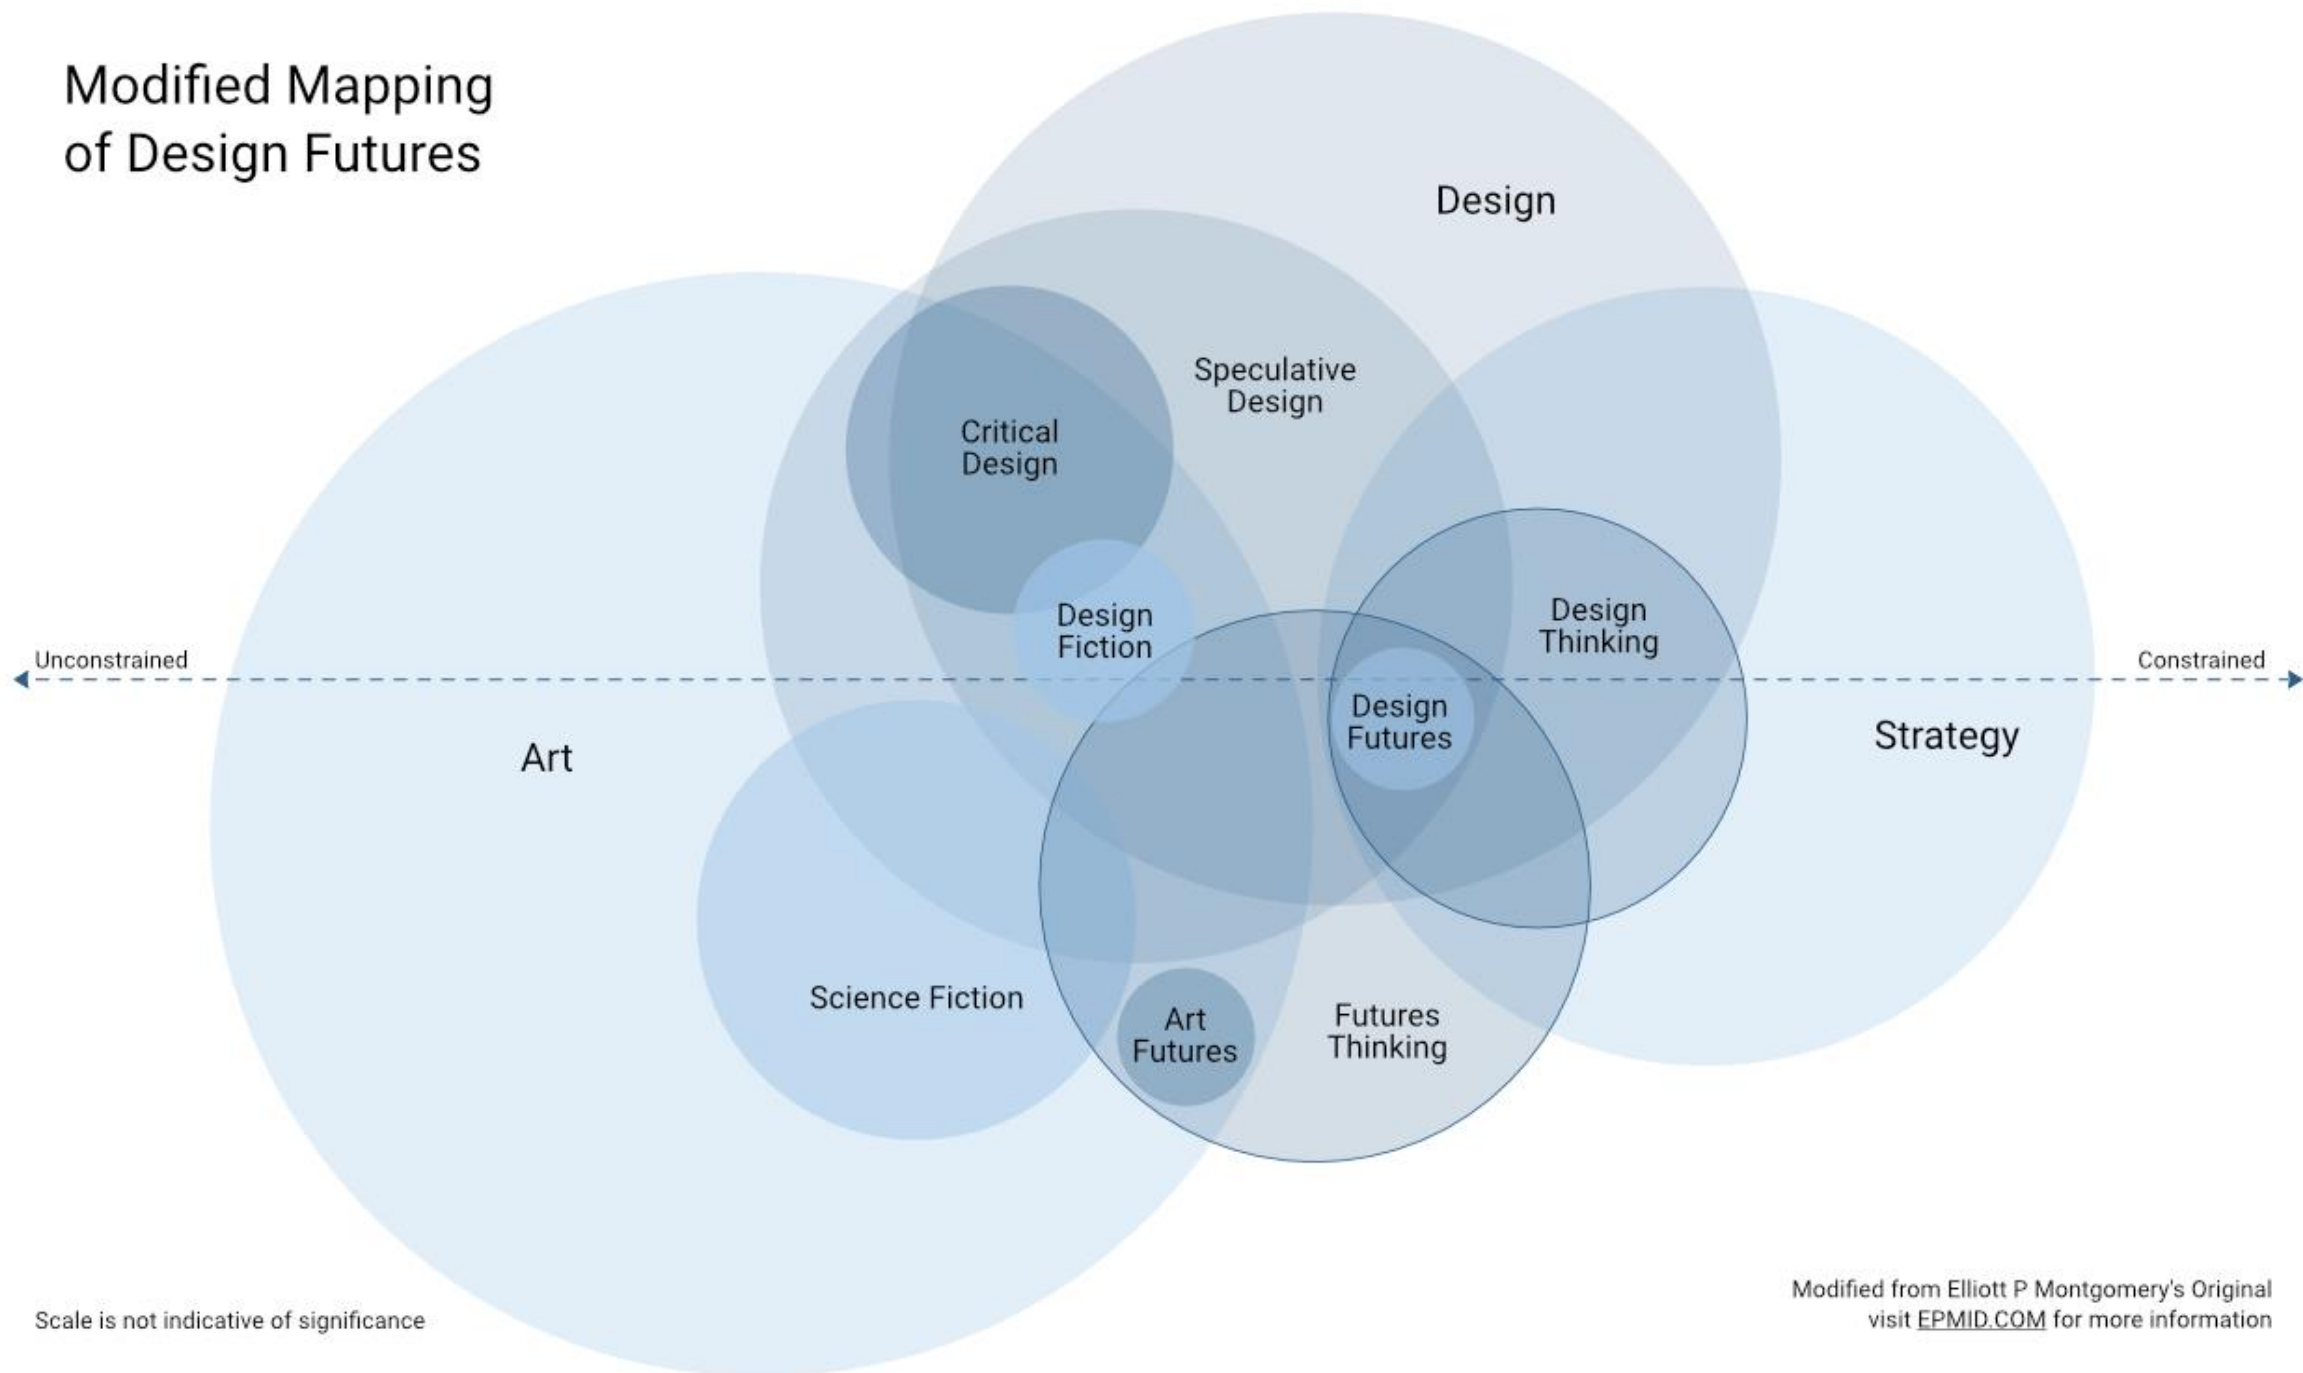 Modified Mapping
of Design Futures
Design
Speculative
Design
Critical
Design
Design
Fiction
Design
Thinking
Unconstrained
Constrained
Design
Futures
Art
Strategy
Science Fiction
Art
Futures
Futures
Thinking
Scale is not indicative of significance
Modified from Elliott P Montgomery's Original
visit EPMID.COM for more information